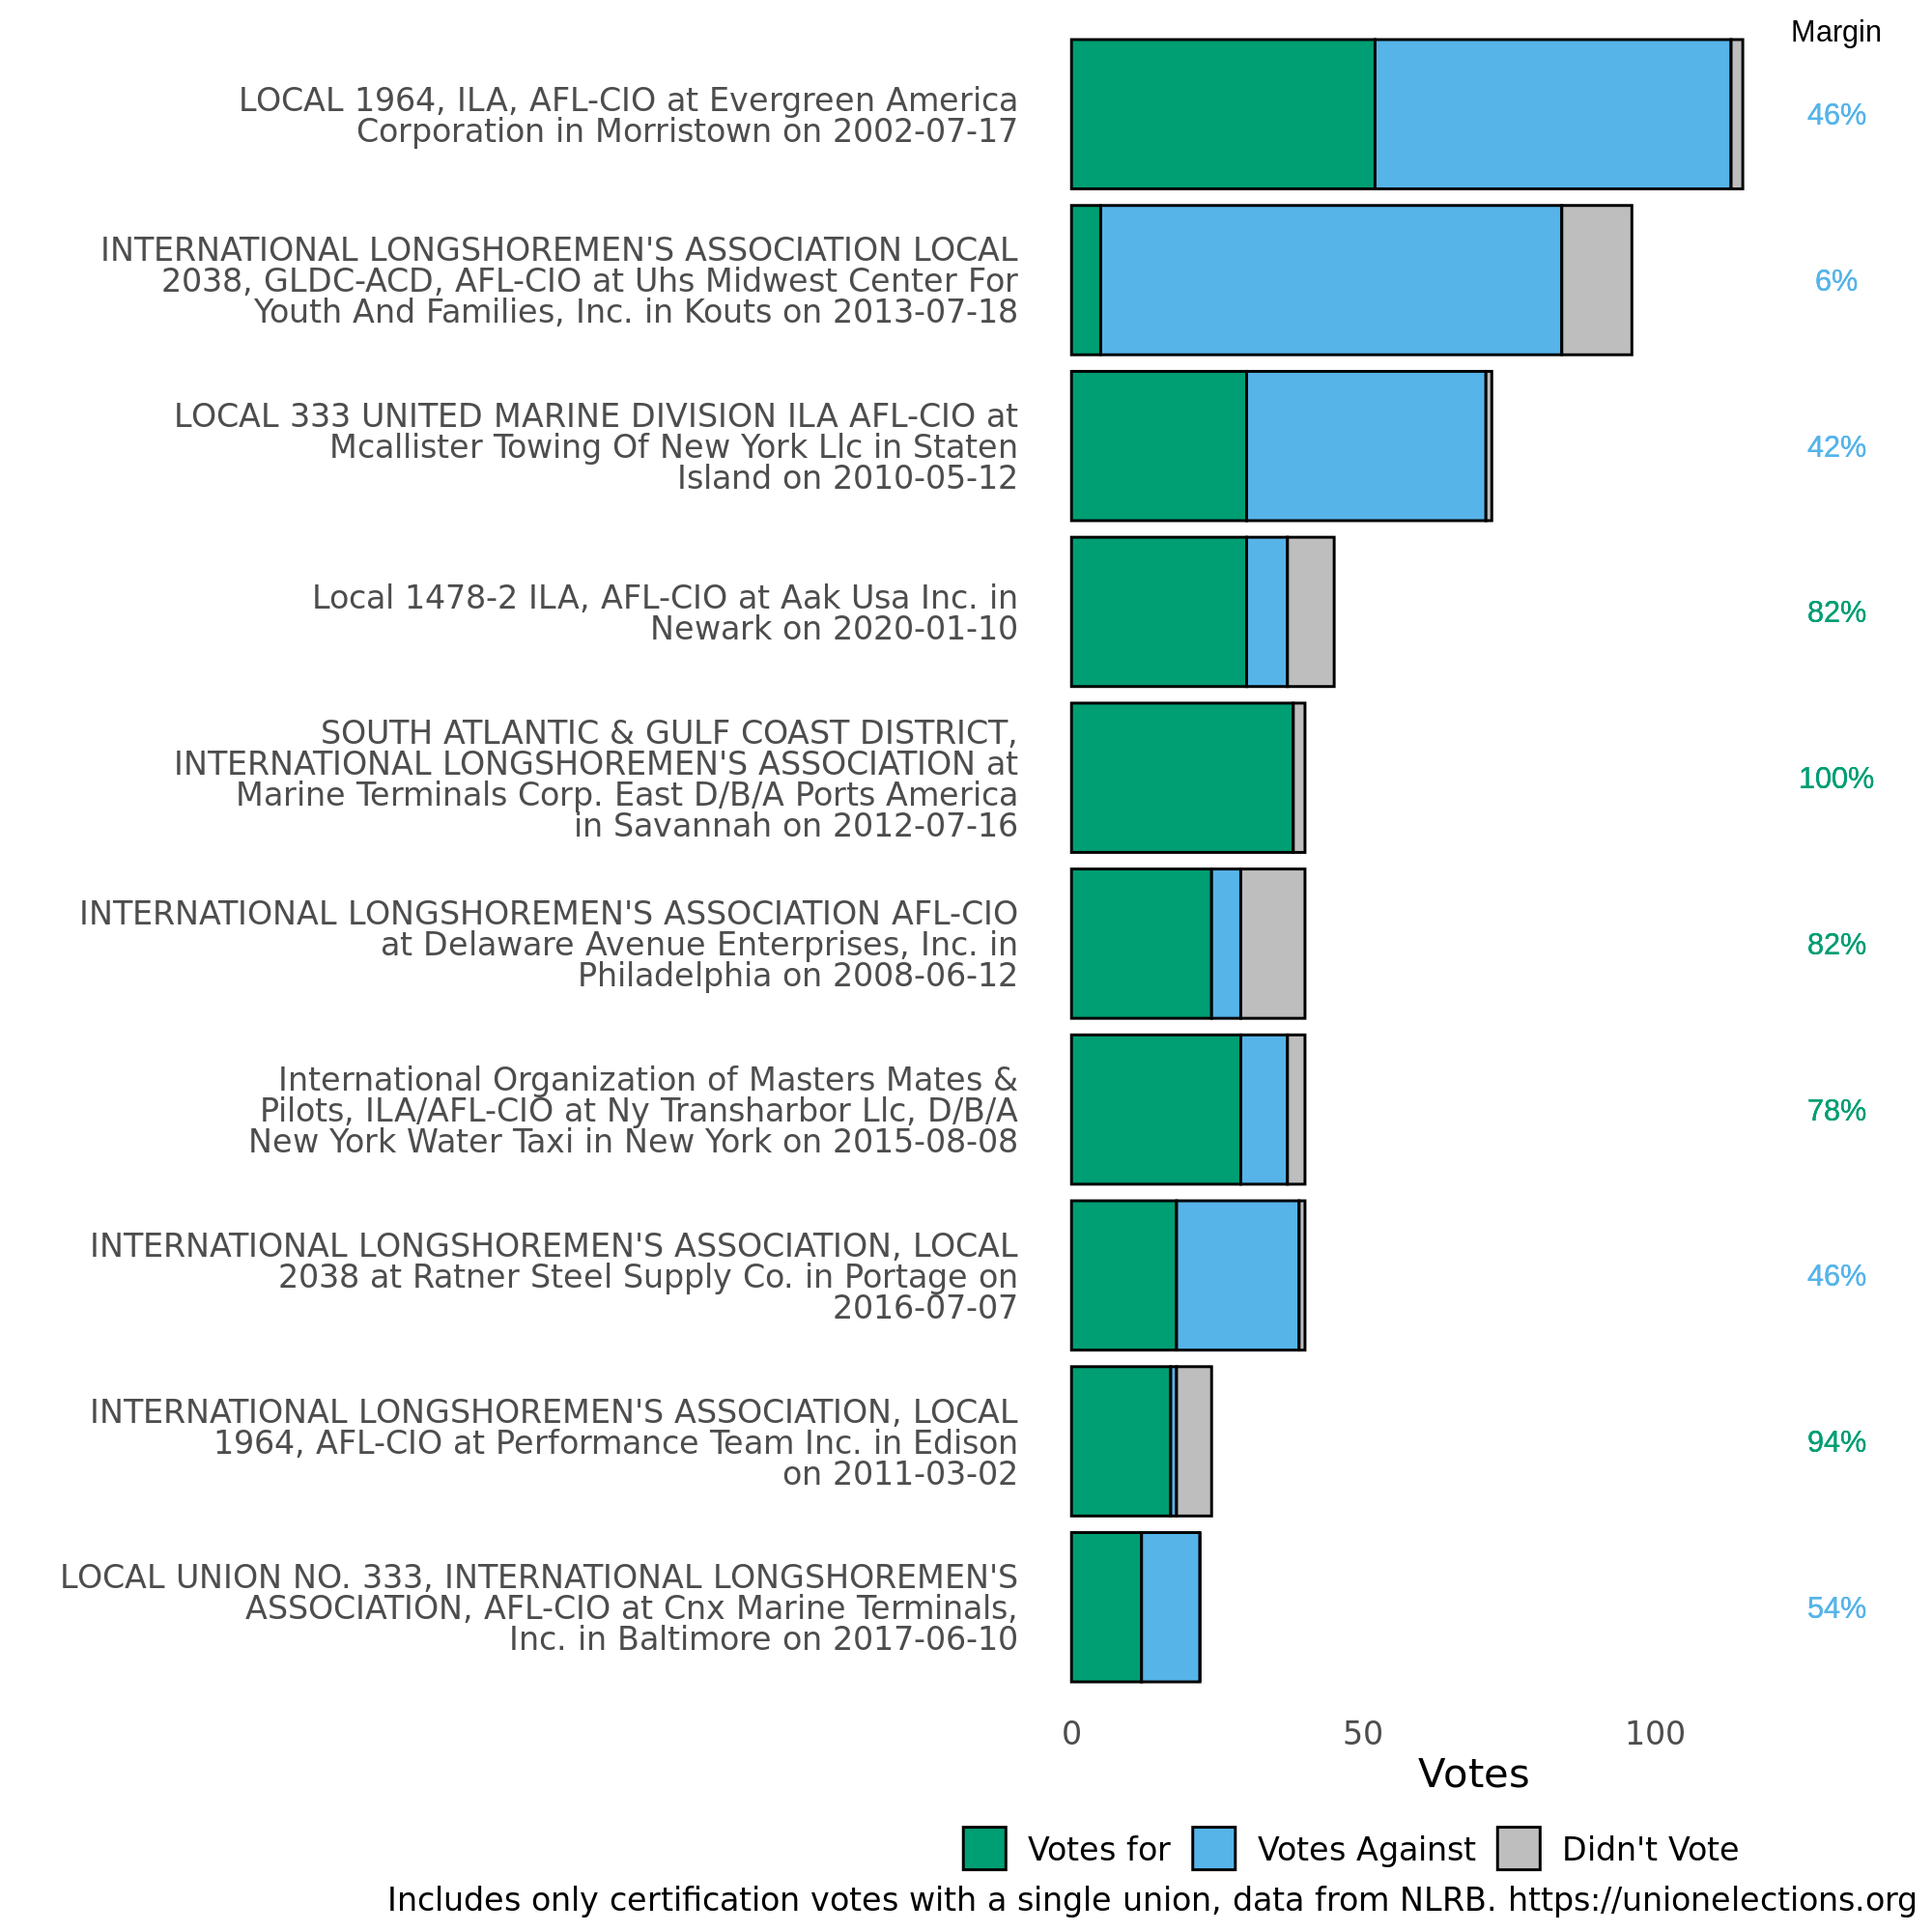 Margin
LOCAL 1964, ILA, AFL-CIO at Evergreen America
Corporation in Morristown on 2002-07-17
46%
INTERNATIONAL LONGSHOREMEN'S ASSOCIATION LOCAL
2038, GLDC-ACD, AFL-CIO at Uhs Midwest Center For
Youth And Families, Inc. in Kouts on 2013-07-18
6%
LOCAL 333 UNITED MARINE DIVISION ILA AFL-CIO at
Mcallister Towing Of New York Llc in Staten
Island on 2010-05-12
42%
Local 1478-2 ILA, AFL-CIO at Aak Usa Inc. in
Newark on 2020-01-10
82%
SOUTH ATLANTIC & GULF COAST DISTRICT,
INTERNATIONAL LONGSHOREMEN'S ASSOCIATION at
Marine Terminals Corp. East D/B/A Ports America
in Savannah on 2012-07-16
100%
INTERNATIONAL LONGSHOREMEN'S ASSOCIATION AFL-CIO
at Delaware Avenue Enterprises, Inc. in
Philadelphia on 2008-06-12
82%
International Organization of Masters Mates &
Pilots, ILA/AFL-CIO at Ny Transharbor Llc, D/B/A
New York Water Taxi in New York on 2015-08-08
78%
INTERNATIONAL LONGSHOREMEN'S ASSOCIATION, LOCAL
2038 at Ratner Steel Supply Co. in Portage on
2016-07-07
46%
INTERNATIONAL LONGSHOREMEN'S ASSOCIATION, LOCAL
1964, AFL-CIO at Performance Team Inc. in Edison
on 2011-03-02
94%
LOCAL UNION NO. 333, INTERNATIONAL LONGSHOREMEN'S
ASSOCIATION, AFL-CIO at Cnx Marine Terminals,
Inc. in Baltimore on 2017-06-10
54%
0 50 100
Votes
Votes for Votes Against Didn't Vote
Includes only certification votes with a single union, data from NLRB. https://unionelections.org